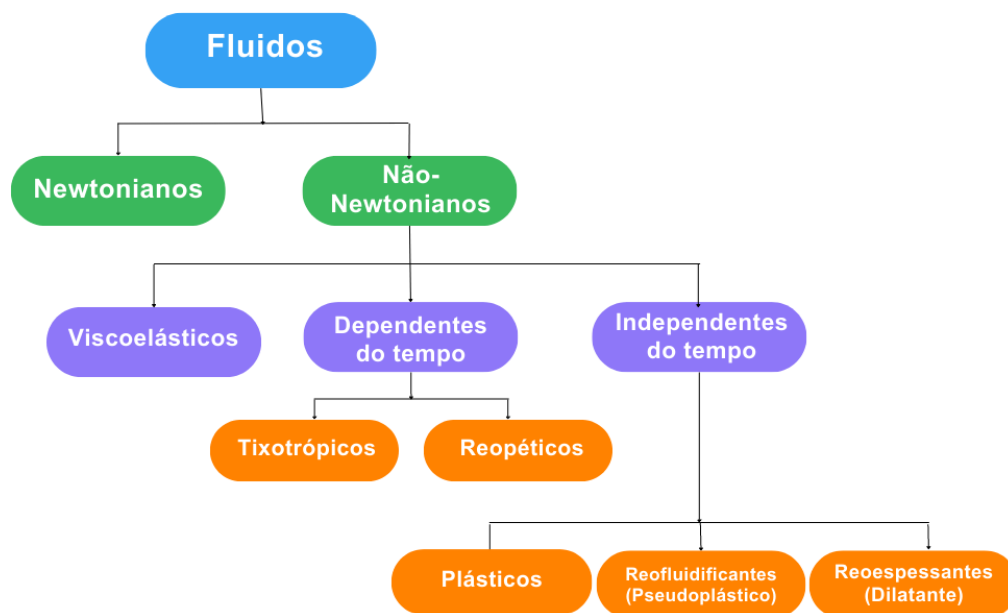 Fluidos
Newtonianos
Não-
Newtonianos
Viscoelásticos
Dependentes
do tempo
Independentes
do tempo
Tixotrópicos
Reopéticos
Plásticos
Reofluidificantes
(Pseudoplástico)
Reoespessantes
(Dilatante)